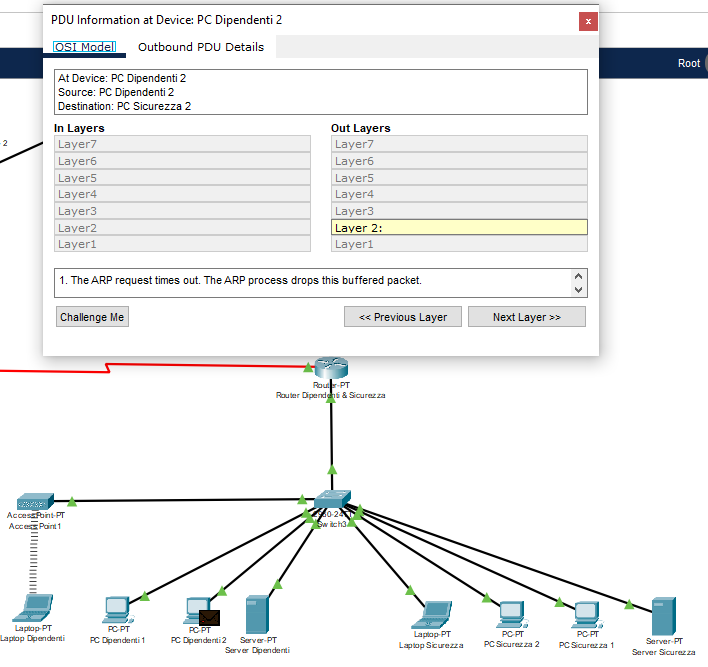 PDU Information at Device: PC Dipendenti 2
x
OSI Model
Outbound PDU Details
Root
At Device: PC Dipendenti 2
Source: PC Dipendenti 2
Destination: PC Sicurezza 2
In Layers
Out Layers
Layer7
Layer7
Layer6
Layer6
Layer5
Layer5
Layer4
Layer4
Layer3
Layer3
Layer2
Layer 2:
Layer1
Layer1
2
1. The ARP request times out. The ARP process drops this buffered packet.
Challenge Me
<< Previous Layer
Next Layer >>
Router-PT
Router Dipendenti & Sicurezza
AccessPoint-PT
Access Point1
2950-24
Switch3
Laptop-PT
Laptop Dipendenti
PC-PT
PC Dipendenti 1
PC-PT
PC Dipendenti 2
Server-PT
Server Dipendenti
Laptop-PT
Laptop Sicurezza
PC-PT
PC Sicurezza 2
PC-PT
PC Sicurezza 1
Server-PT
Server Sicurezza